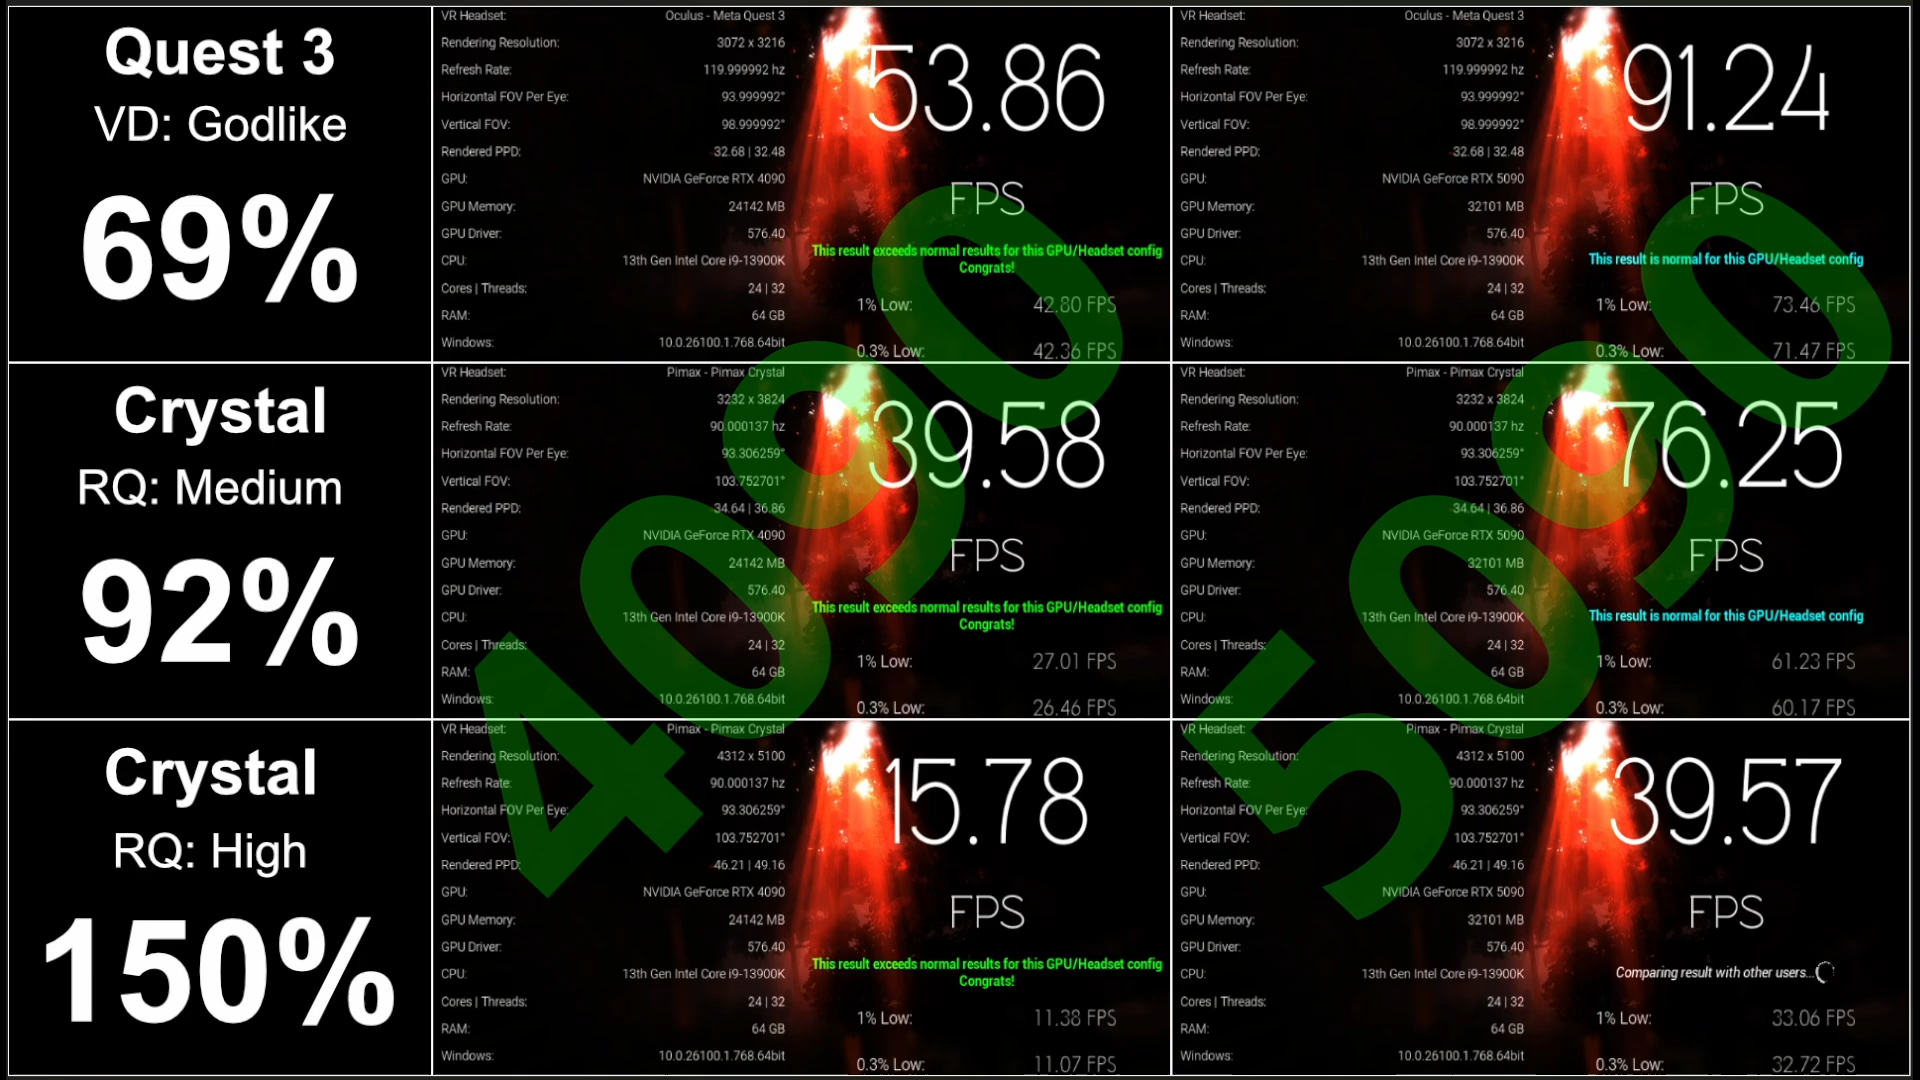 Quest 3
VD: Godlike
69%
VR Headset: Oculus - Meta Quest 3
Rendering Resolution: 3072 x 3216
Refresh Rate: 119.999992 hz
Horizontal FOV Per Eye: 93.999992°
Vertical FOV: 98.999992°
Rendered PPD: 32.68 | 32.48
GPU: NVIDIA GeForce RTX 4090
GPU Memory: 24142 MB
GPU Driver: 576.40
CPU: 13th Gen Intel Core i9-13900K
Cores | Threads: 24 | 32
RAM: 64 GB
Windows: 10.0.26100.1.768.64bit
53.86
FPS
This result exceeds normal results for this GPU/Headset config
Congrats!
1% Low: 42.80 FPS
0.3% Low: 42.36 FPS
VR Headset: Oculus - Meta Quest 3
Rendering Resolution: 3072 x 3216
Refresh Rate: 119.999992 hz
Horizontal FOV Per Eye: 93.999992°
Vertical FOV: 98.999992°
Rendered PPD: 32.68 | 32.48
GPU: NVIDIA GeForce RTX 5090
GPU Memory: 32101 MB
GPU Driver: 576.40
CPU: 13th Gen Intel Core i9-13900K
Cores | Threads: 24 | 32
RAM: 64 GB
Windows: 10.0.26100.1.768.64bit
91.24
FPS
This result is normal for this GPU/Headset config
1% Low: 73.46 FPS
0.3% Low: 71.47 FPS
Crystal
RQ: Medium
92%
VR Headset: Pimax - Pimax Crystal
Rendering Resolution: 3232 x 3824
Refresh Rate: 90.000137 hz
Horizontal FOV Per Eye: 93.306259°
Vertical FOV: 103.752701°
Rendered PPD: 34.64 | 36.86
GPU: NVIDIA GeForce RTX 4090
GPU Memory: 24142 MB
GPU Driver: 576.40
CPU: 13th Gen Intel Core i9-13900K
Cores | Threads: 24 | 32
RAM: 64 GB
Windows: 10.0.26100.1.768.64bit
39.58
FPS
This result exceeds normal results for this GPU/Headset config
Congrats!
1% Low: 27.01 FPS
0.3% Low: 26.46 FPS
VR Headset: Pimax - Pimax Crystal
Rendering Resolution: 3232 x 3824
Refresh Rate: 90.000137 hz
Horizontal FOV Per Eye: 93.306259°
Vertical FOV: 103.752701°
Rendered PPD: 34.64 | 36.86
GPU: NVIDIA GeForce RTX 5090
GPU Memory: 32101 MB
GPU Driver: 576.40
CPU: 13th Gen Intel Core i9-13900K
Cores | Threads: 24 | 32
RAM: 64 GB
Windows: 10.0.26100.1.768.64bit
76.25
FPS
This result is normal for this GPU/Headset config
1% Low: 61.23 FPS
0.3% Low: 60.17 FPS
Crystal
RQ: High
150%
VR Headset: Pimax - Pimax Crystal
Rendering Resolution: 4312 x 5100
Refresh Rate: 90.000137 hz
Horizontal FOV Per Eye: 93.306259°
Vertical FOV: 103.752701°
Rendered PPD: 46.21 | 49.16
GPU: NVIDIA GeForce RTX 4090
GPU Memory: 24142 MB
GPU Driver: 576.40
CPU: 13th Gen Intel Core i9-13900K
Cores | Threads: 24 | 32
RAM: 64 GB
Windows: 10.0.26100.1.768.64bit
15.78
FPS
This result exceeds normal results for this GPU/Headset config
Congrats!
1% Low: 11.38 FPS
0.3% Low: 11.07 FPS
VR Headset: Pimax - Pimax Crystal
Rendering Resolution: 4312 x 5100
Refresh Rate: 90.000137 hz
Horizontal FOV Per Eye: 93.306259°
Vertical FOV: 103.752701°
Rendered PPD: 46.21 | 49.16
GPU: NVIDIA GeForce RTX 5090
GPU Memory: 32101 MB
GPU Driver: 576.40
CPU: 13th Gen Intel Core i9-13900K
Cores | Threads: 24 | 32
RAM: 64 GB
Windows: 10.0.26100.1.768.64bit
39.57
FPS
Comparing result with other users...
1% Low: 33.06 FPS
0.3% Low: 32.72 FPS
4090
5090